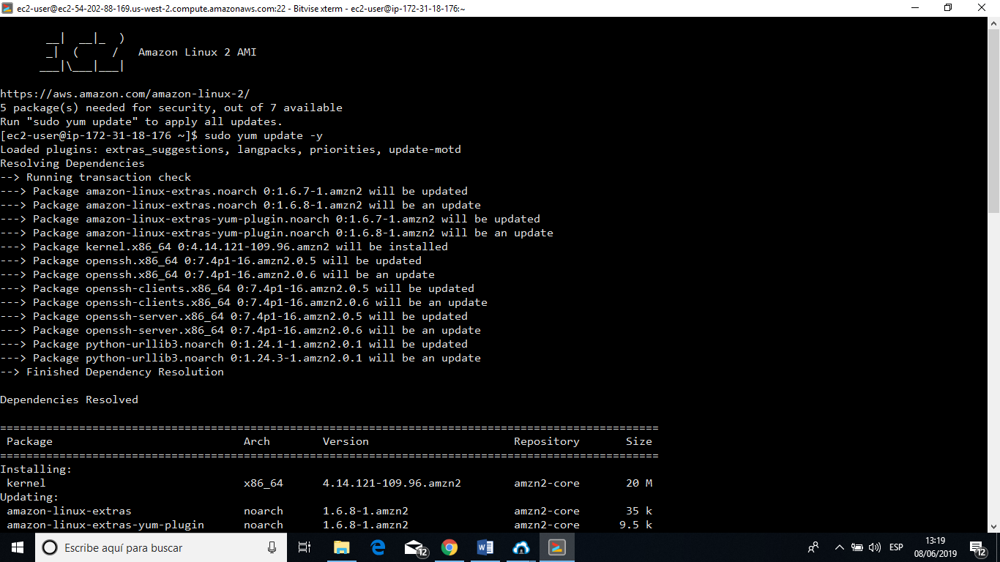 ec2-user@ec2-54-202-88-169.us-west-2.compute.amazonaws.com:22 - Bitvise xterm - ec2-user@ip-172-31-18-176:~
__|  __|_  )
_|  (     /   Amazon Linux 2 AMI
___|\___|___|
https://aws.amazon.com/amazon-linux-2/
5 package(s) needed for security, out of 7 available
Run "sudo yum update" to apply all updates.
[ec2-user@ip-172-31-18-176 ~]$ sudo yum update -y
Loaded plugins: extras_suggestions, langpacks, priorities, update-motd
Resolving Dependencies
--> Running transaction check
---> Package amazon-linux-extras.noarch 0:1.6.7-1.amzn2 will be updated
---> Package amazon-linux-extras.noarch 0:1.6.8-1.amzn2 will be an update
---> Package amazon-linux-extras-yum-plugin.noarch 0:1.6.7-1.amzn2 will be updated
---> Package amazon-linux-extras-yum-plugin.noarch 0:1.6.8-1.amzn2 will be an update
---> Package kernel.x86_64 0:4.14.121-109.96.amzn2 will be installed
---> Package openssh.x86_64 0:7.4p1-16.amzn2.0.5 will be updated
---> Package openssh.x86_64 0:7.4p1-16.amzn2.0.6 will be an update
---> Package openssh-clients.x86_64 0:7.4p1-16.amzn2.0.5 will be updated
---> Package openssh-clients.x86_64 0:7.4p1-16.amzn2.0.6 will be an update
---> Package openssh-server.x86_64 0:7.4p1-16.amzn2.0.5 will be updated
---> Package openssh-server.x86_64 0:7.4p1-16.amzn2.0.6 will be an update
---> Package python-urllib3.noarch 0:1.24.1-1.amzn2.0.1 will be updated
---> Package python-urllib3.noarch 0:1.24.3-1.amzn2.0.1 will be an update
--> Finished Dependency Resolution
Dependencies Resolved
====================================================================================================
Package Arch Version Repository Size
====================================================================================================
Installing:
kernel x86_64 4.14.121-109.96.amzn2 amzn2-core 20 M
Updating:
amazon-linux-extras noarch 1.6.8-1.amzn2 amzn2-core 35 k
amazon-linux-extras-yum-plugin noarch 1.6.8-1.amzn2 amzn2-core 9.5 k
Escribe aquí para buscar
12
ESP
13:19
08/06/2019
12